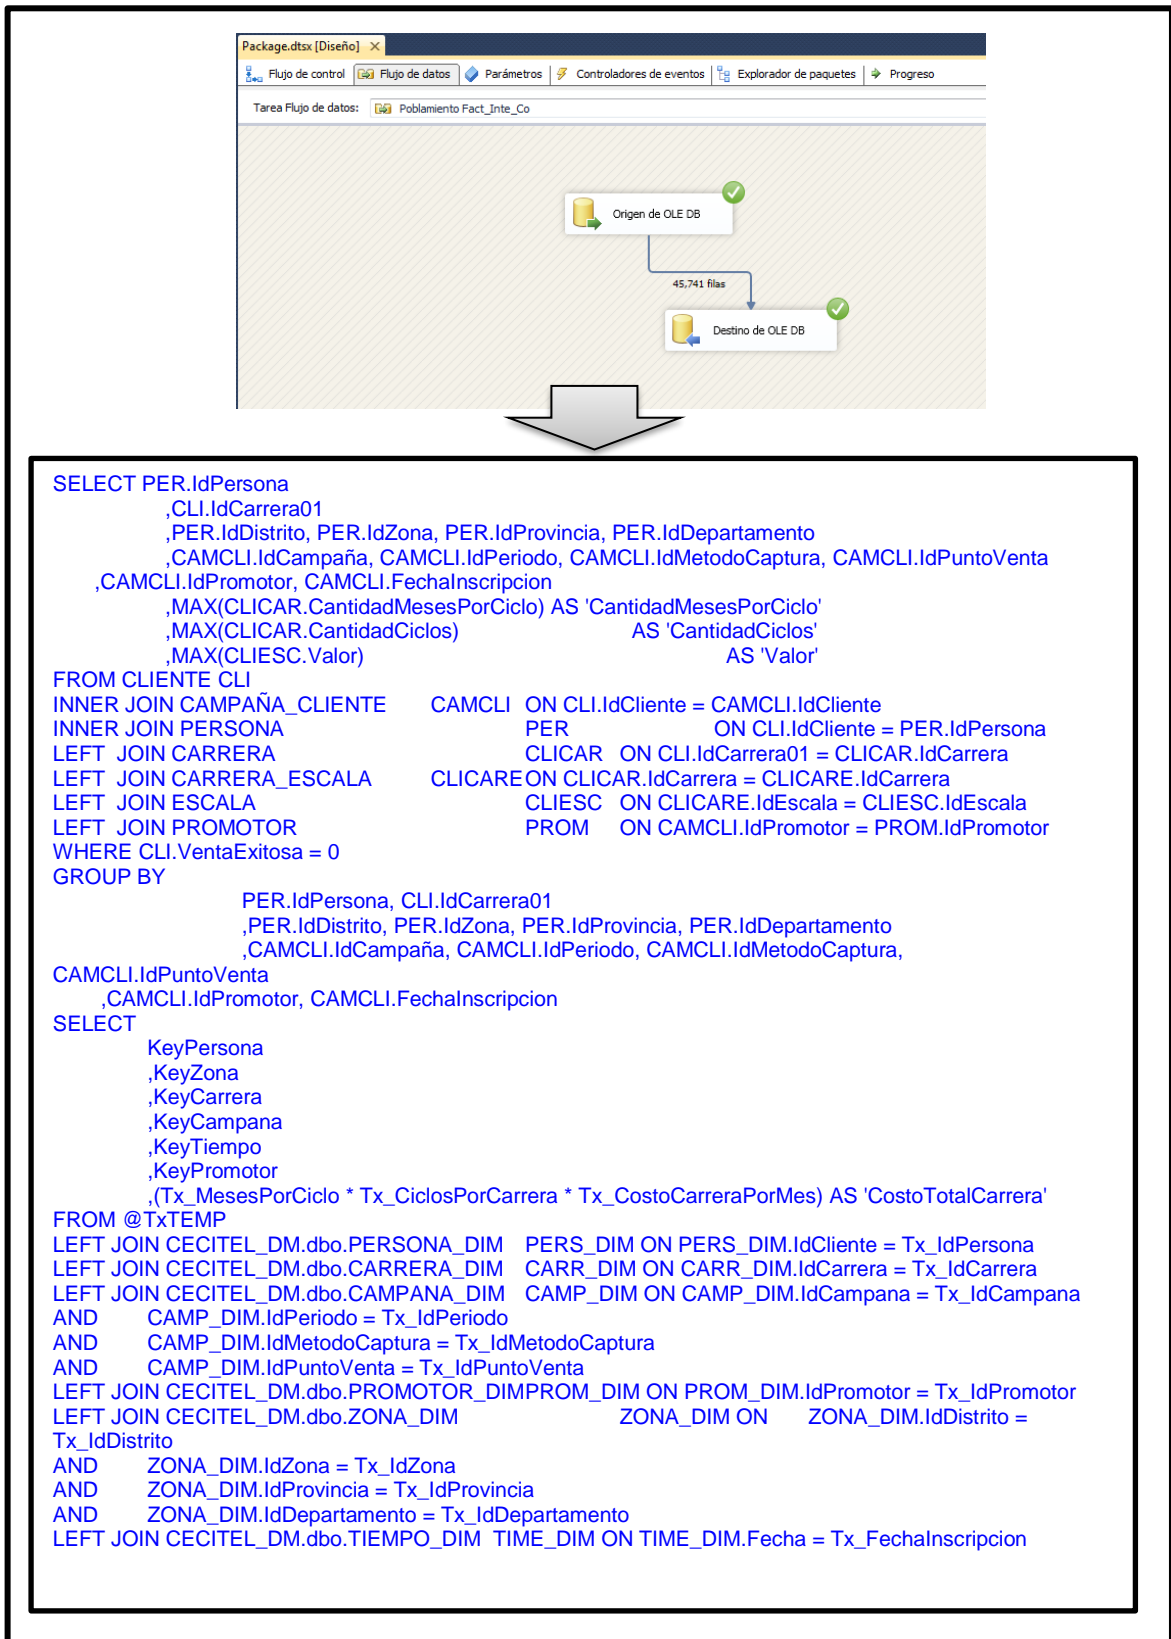 Package.dtsx [Diseño]
Flujo de control Flujo de datos Parámetros Controladores de eventos Explorador de paquetes Progreso
Tarea Flujo de datos: Poblamiento Fact_Inte_Co
Origen de OLE DB
45,741 filas
Destino de OLE DB
SELECT PER.IdPersona
,CLI.IdCarrera01
,PER.IdDistrito, PER.IdZona, PER.IdProvincia, PER.IdDepartamento
,CAMCLI.IdCampaña, CAMCLI.IdPeriodo, CAMCLI.IdMetodoCaptura, CAMCLI.IdPuntoVenta
,CAMCLI.IdPromotor, CAMCLI.FechaInscripcion
,MAX(CLICAR.CantidadMesesPorCiclo) AS 'CantidadMesesPorCiclo'
,MAX(CLICAR.CantidadCiclos) AS 'CantidadCiclos'
,MAX(CLIESC.Valor) AS 'Valor'
FROM CLIENTE CLI
INNER JOIN CAMPAÑA_CLIENTE CAMCLI ON CLI.IdCliente = CAMCLI.IdCliente
INNER JOIN PERSONA PER ON CLI.IdCliente = PER.IdPersona
LEFT JOIN CARRERA CLICAR ON CLI.IdCarrera01 = CLICAR.IdCarrera
LEFT JOIN CARRERA_ESCALA CLICARE ON CLICAR.IdCarrera = CLICARE.IdCarrera
LEFT JOIN ESCALA CLIESC ON CLICARE.IdEscala = CLIESC.IdEscala
LEFT JOIN PROMOTOR PROM ON CAMCLI.IdPromotor = PROM.IdPromotor
WHERE CLI.VentaExitosa = 0
GROUP BY
PER.IdPersona, CLI.IdCarrera01
,PER.IdDistrito, PER.IdZona, PER.IdProvincia, PER.IdDepartamento
,CAMCLI.IdCampaña, CAMCLI.IdPeriodo, CAMCLI.IdMetodoCaptura,
CAMCLI.IdPuntoVenta
,CAMCLI.IdPromotor, CAMCLI.FechaInscripcion
SELECT
KeyPersona
,KeyZona
,KeyCarrera
,KeyCampana
,KeyTiempo
,KeyPromotor
,(Tx_MesesPorCiclo * Tx_CiclosPorCarrera * Tx_CostoCarreraPorMes) AS 'CostoTotalCarrera'
FROM @TxTEMP
LEFT JOIN CECITEL_DM.dbo.PERSONA_DIM PERS_DIM ON PERS_DIM.IdCliente = Tx_IdPersona
LEFT JOIN CECITEL_DM.dbo.CARRERA_DIM CARR_DIM ON CARR_DIM.IdCarrera = Tx_IdCarrera
LEFT JOIN CECITEL_DM.dbo.CAMPANA_DIM CAMP_DIM ON CAMP_DIM.IdCampana = Tx_IdCampana
AND CAMP_DIM.IdPeriodo = Tx_IdPeriodo
AND CAMP_DIM.IdMetodoCaptura = Tx_IdMetodoCaptura
AND CAMP_DIM.IdPuntoVenta = Tx_IdPuntoVenta
LEFT JOIN CECITEL_DM.dbo.PROMOTOR_DIMPROM_DIM ON PROM_DIM.IdPromotor = Tx_IdPromotor
LEFT JOIN CECITEL_DM.dbo.ZONA_DIM ZONA_DIM ON ZONA_DIM.IdDistrito =
Tx_IdDistrito
AND ZONA_DIM.IdZona = Tx_IdZona
AND ZONA_DIM.IdProvincia = Tx_IdProvincia
AND ZONA_DIM.IdDepartamento = Tx_IdDepartamento
LEFT JOIN CECITEL_DM.dbo.TIEMPO_DIM TIME_DIM ON TIME_DIM.Fecha = Tx_FechaInscripcion